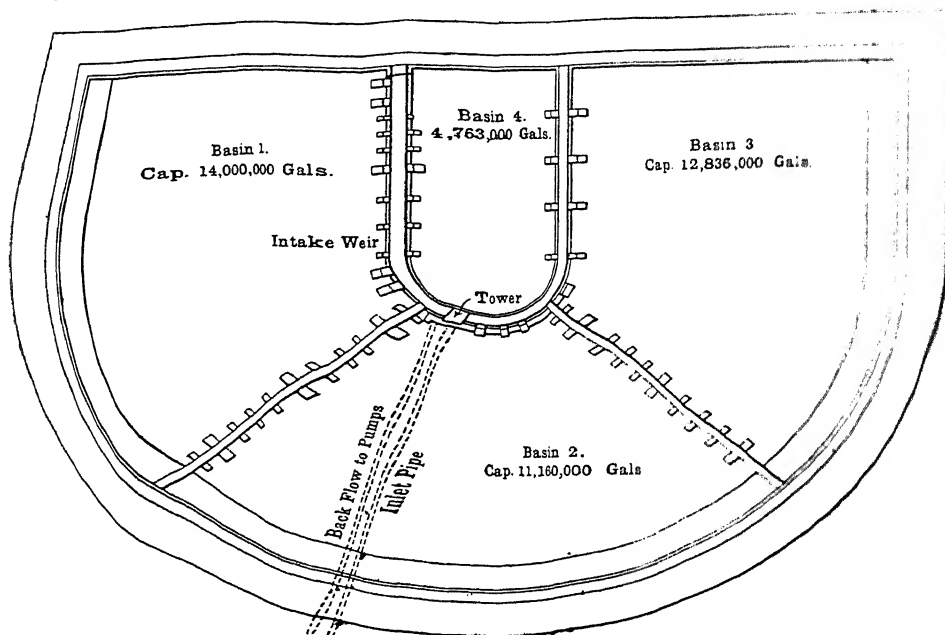 Basin 1.
Cap. 14,000,000 Gals.
Basin 4.
4,763,000 Gals.
Basin 3
Cap. 12,836,000 Gals.
Intake Weir
Tower
Back Flow to Pumps
Inlet Pipe
Basin 2.
Cap. 11,160,000 Gals